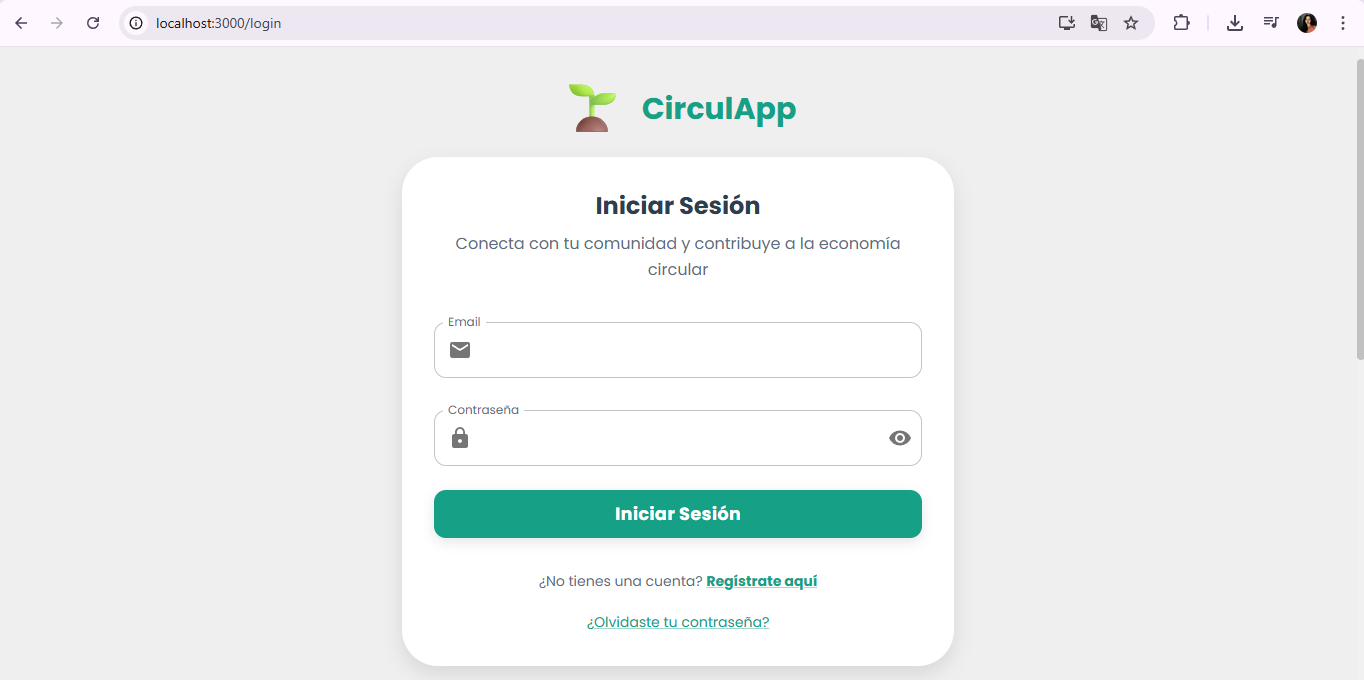 localhost:3000/login
CirculApp
Iniciar Sesión
Conecta con tu comunidad y contribuye a la economía
circular
Email
Contraseña
Iniciar Sesión
¿No tienes una cuenta? Regístrate aquí
¿Olvidaste tu contraseña?